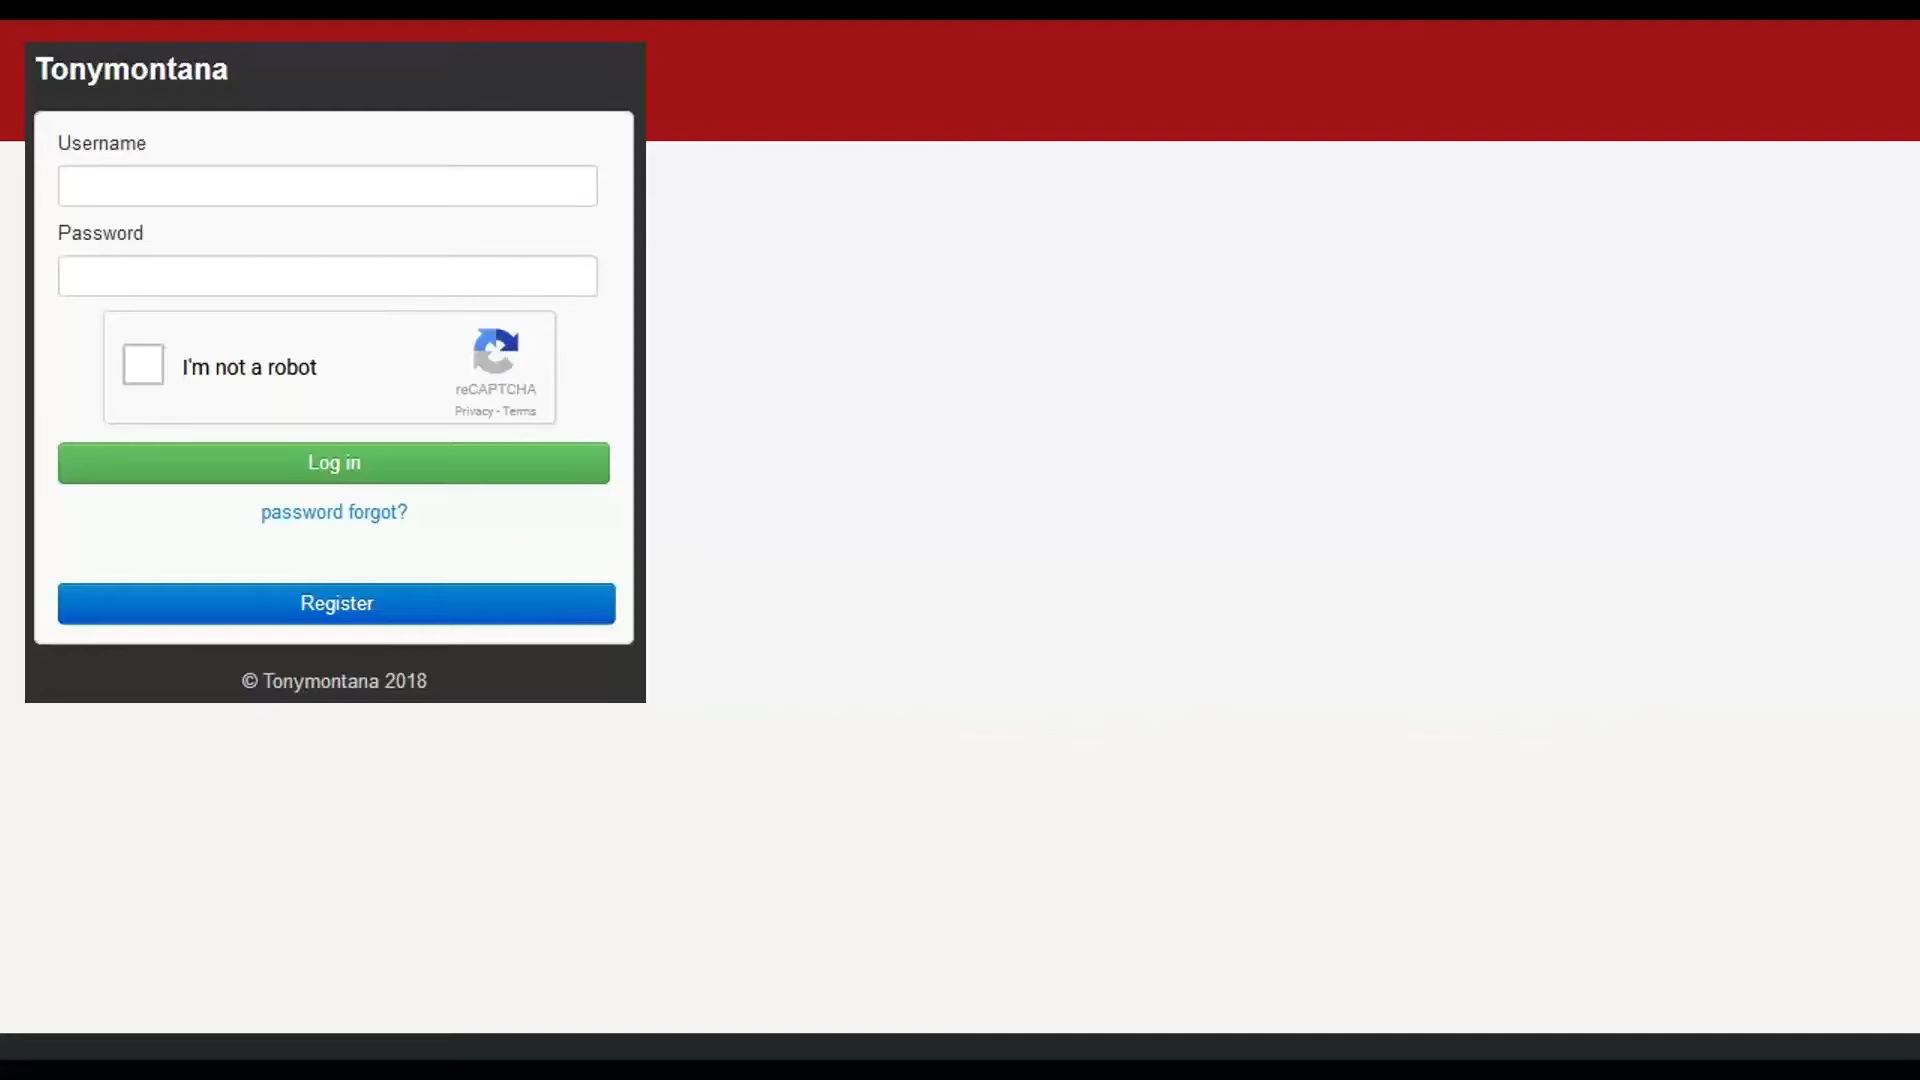 Tonymontana
Username
Password
I'm not a robot
reCAPTCHA
Privacy - Terms
Log in
password forgot?
Register
© Tonymontana 2018